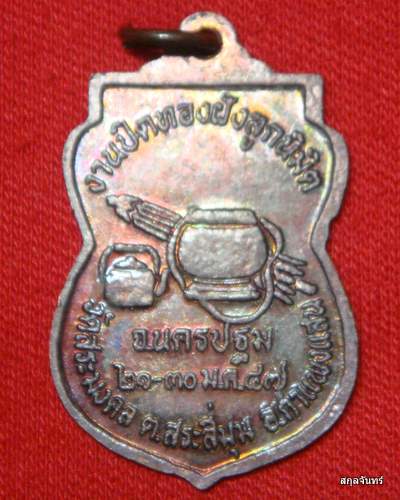 งานปิดทองฝังลูกนิมิต
จ.นครปฐม
๒๑-๓๐ ม.ค. ๔๗
วัดสระมงคล ต.สระสี่มุม อ.กำแพงแสน
สกุลจันทร์